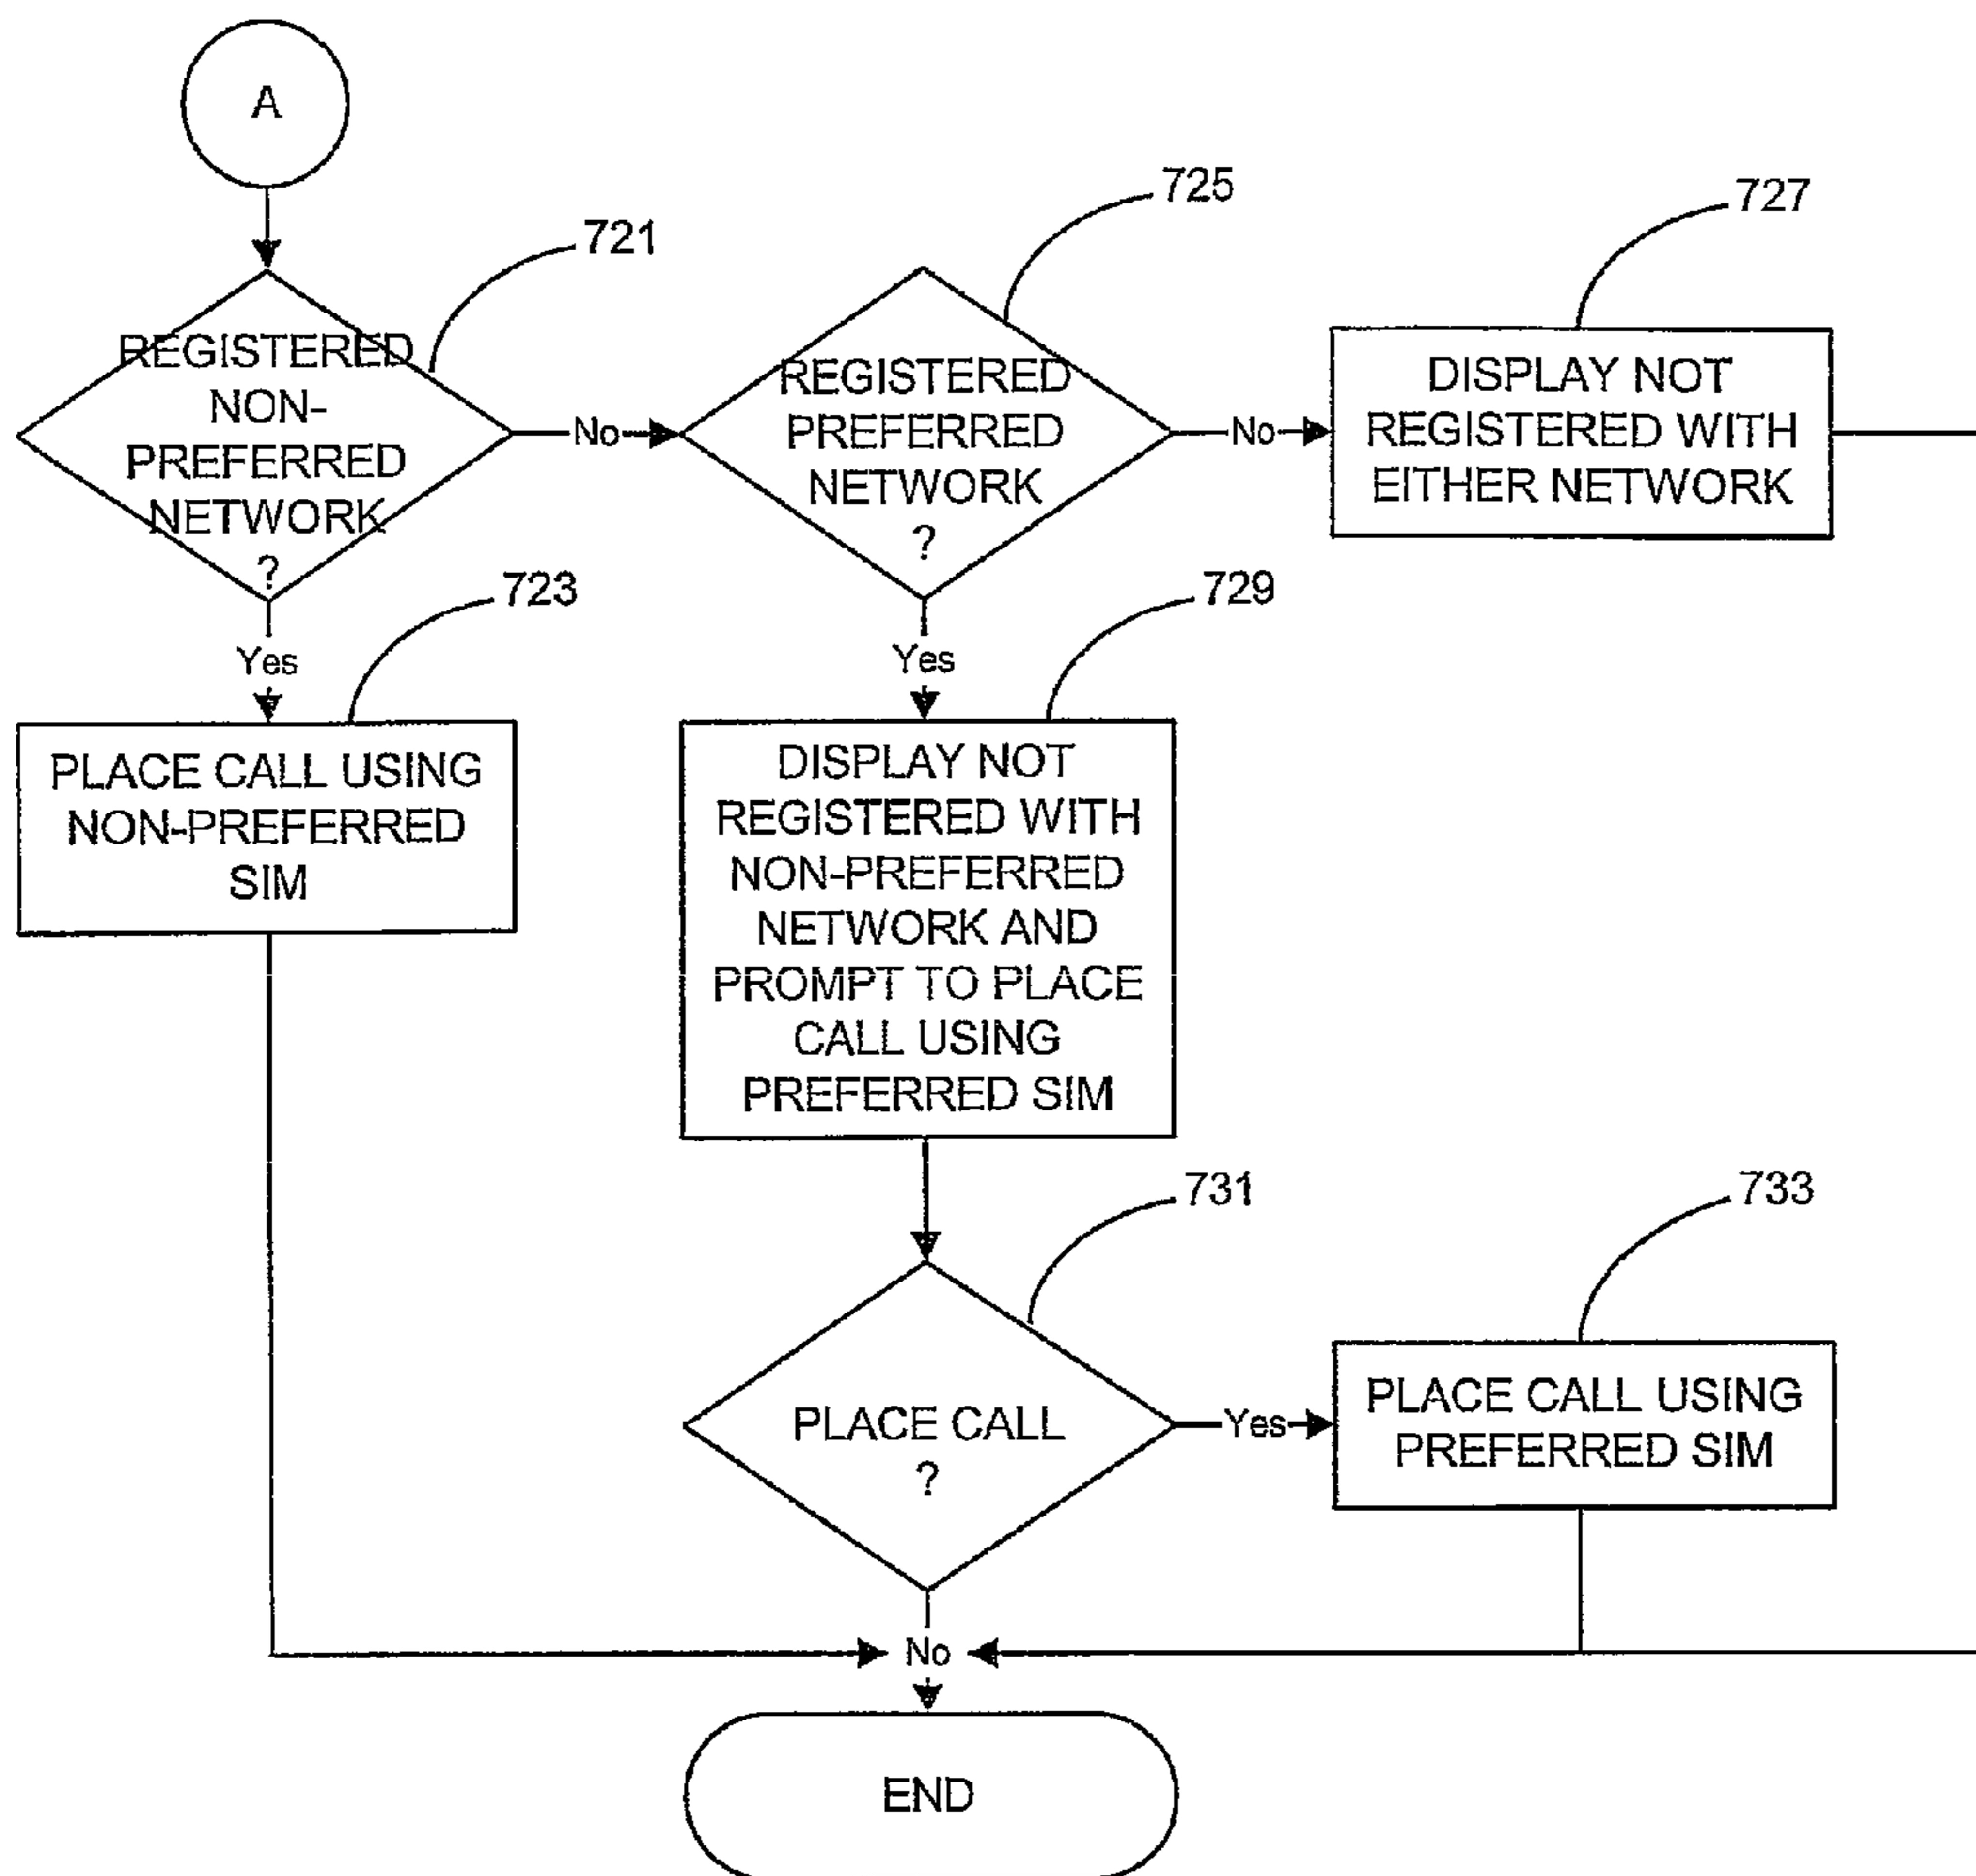 A
721
REGISTERED
NON-
PREFERRED
NETWORK
?
No
725
REGISTERED
PREFERRED
NETWORK
?
No
727
DISPLAY NOT
REGISTERED WITH
EITHER NETWORK
Yes
723
PLACE CALL USING
NON-PREFERRED
SIM
Yes
729
DISPLAY NOT
REGISTERED WITH
NON-PREFERRED
NETWORK AND
PROMPT TO PLACE
CALL USING
PREFERRED SIM
731
PLACE CALL
?
Yes
733
PLACE CALL USING
PREFERRED SIM
No
END